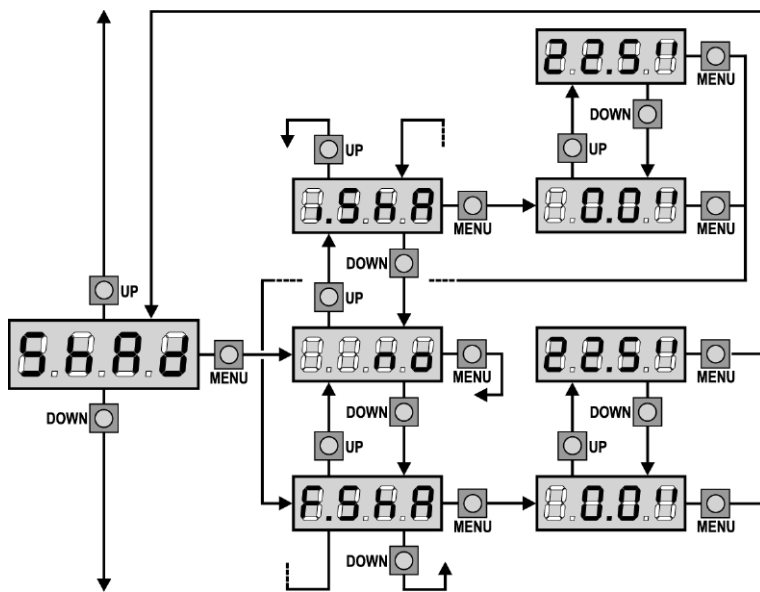 22.5'
MENU
DOWN
UP
UP
i.ShA
MENU
0.0'
MENU
DOWN
UP
UP
ShAd
MENU
no
MENU
22.5'
MENU
DOWN
DOWN
DOWN
UP
UP
F.ShA
MENU
0.0'
MENU
DOWN